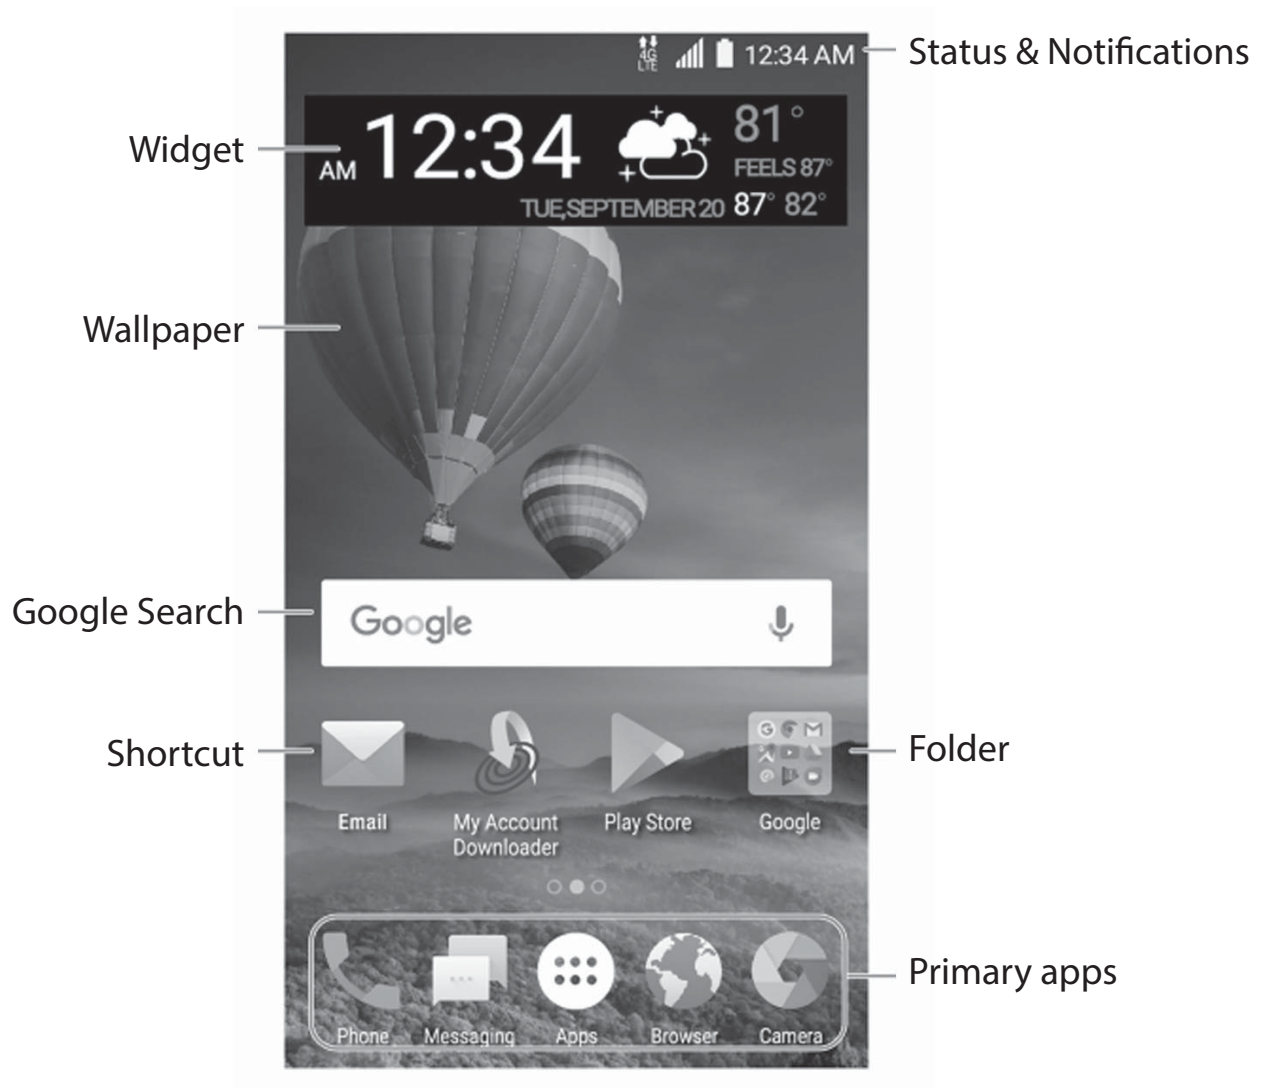 4G
LTE
12:34 AM
Status & Notifications
Widget
AM 12:34
81°
FEELS 87°
TUE,SEPTEMBER 20 87° 82°
Wallpaper
Google Search
Google
Shortcut
Folder
Email
My Account
Downloader
Play Store
Google
Primary apps
Phone
Messaging
Apps
Browser
Camera